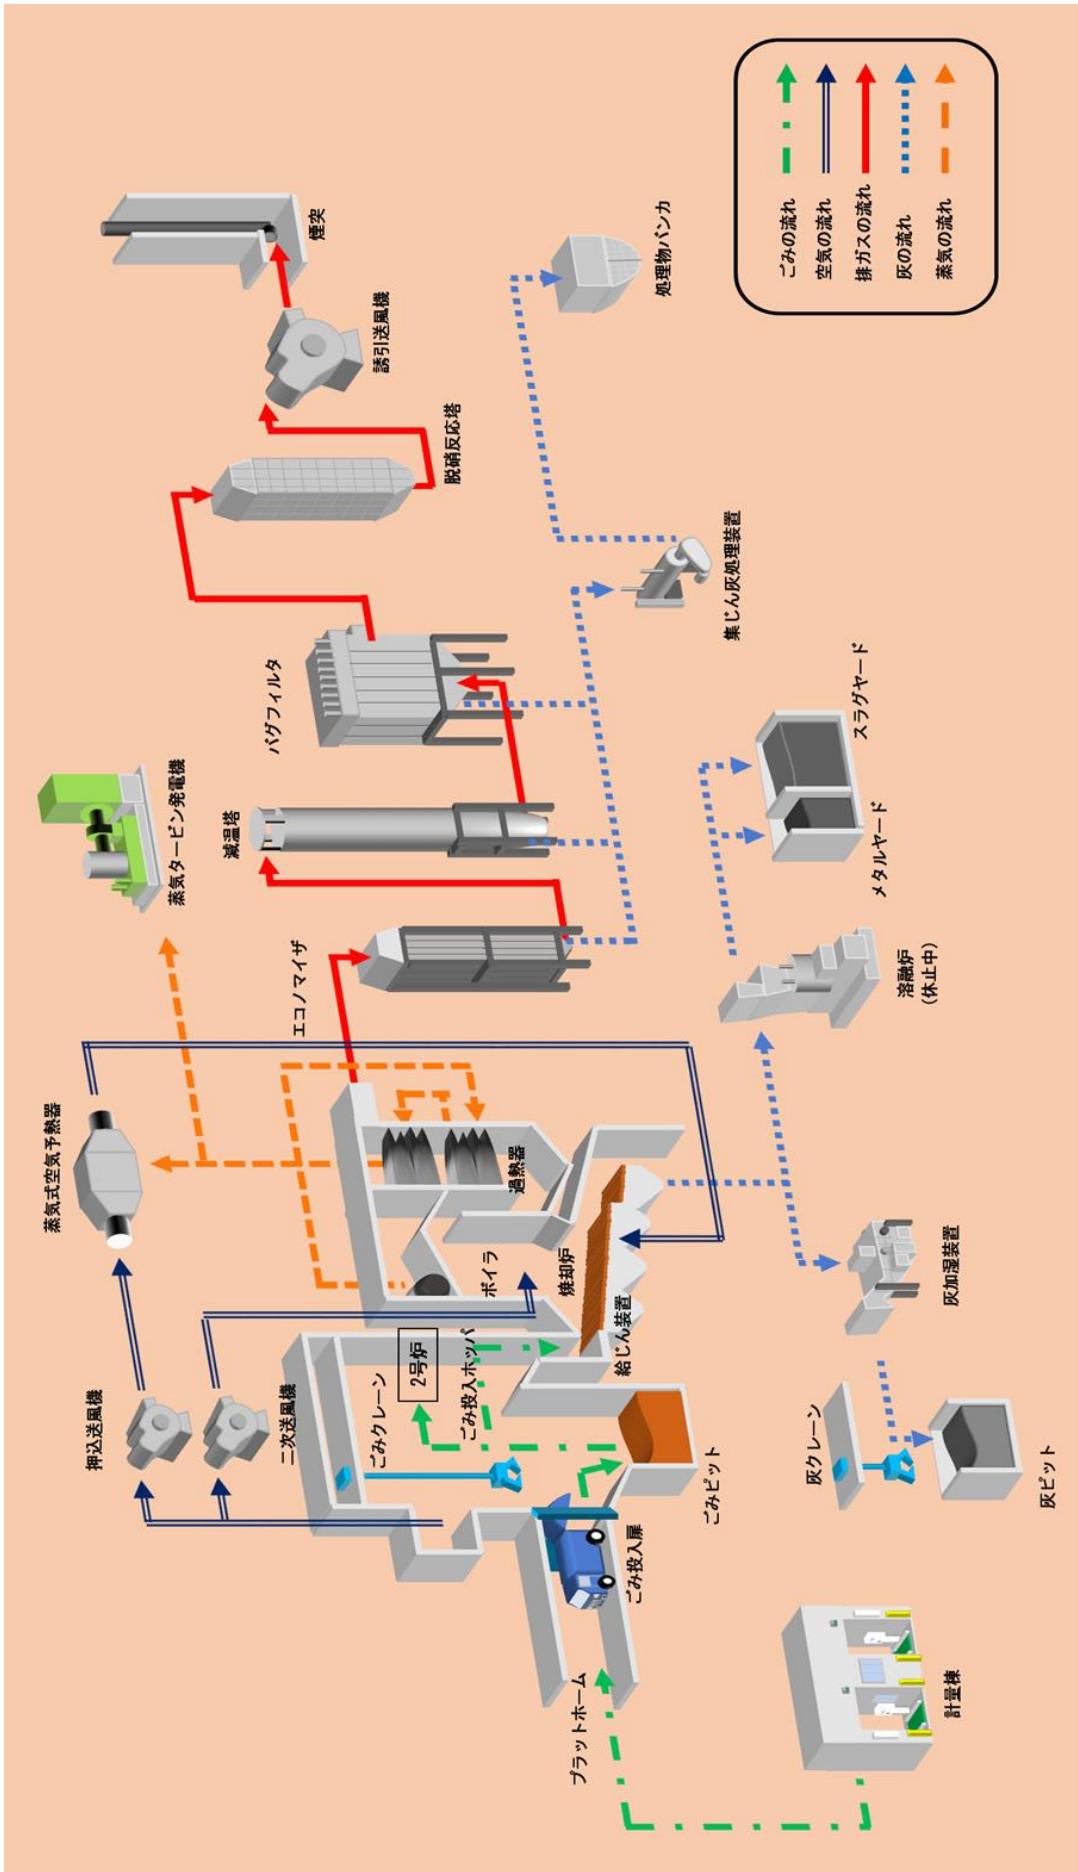 蒸気式空気予熱器
蒸気タービン発電機
煙突
押込送風機
二次送風機
エコノマイザ
減温塔
バグフィルタ
誘引送風機
脱硝反応塔
ごみクレーン
2号炉
ごみ投入ホッパ
ボイラ
過熱器
焼却炉
給じん装置
プラットホーム
ごみ投入扉
ごみピット
集じん灰処理装置
処理物バンカ
灰クレーン
灰加湿装置
溶融炉
(休止中)
メタルヤード
スラグヤード
計量棟
灰ピット
ごみの流れ
空気の流れ
排ガスの流れ
灰の流れ
蒸気の流れ